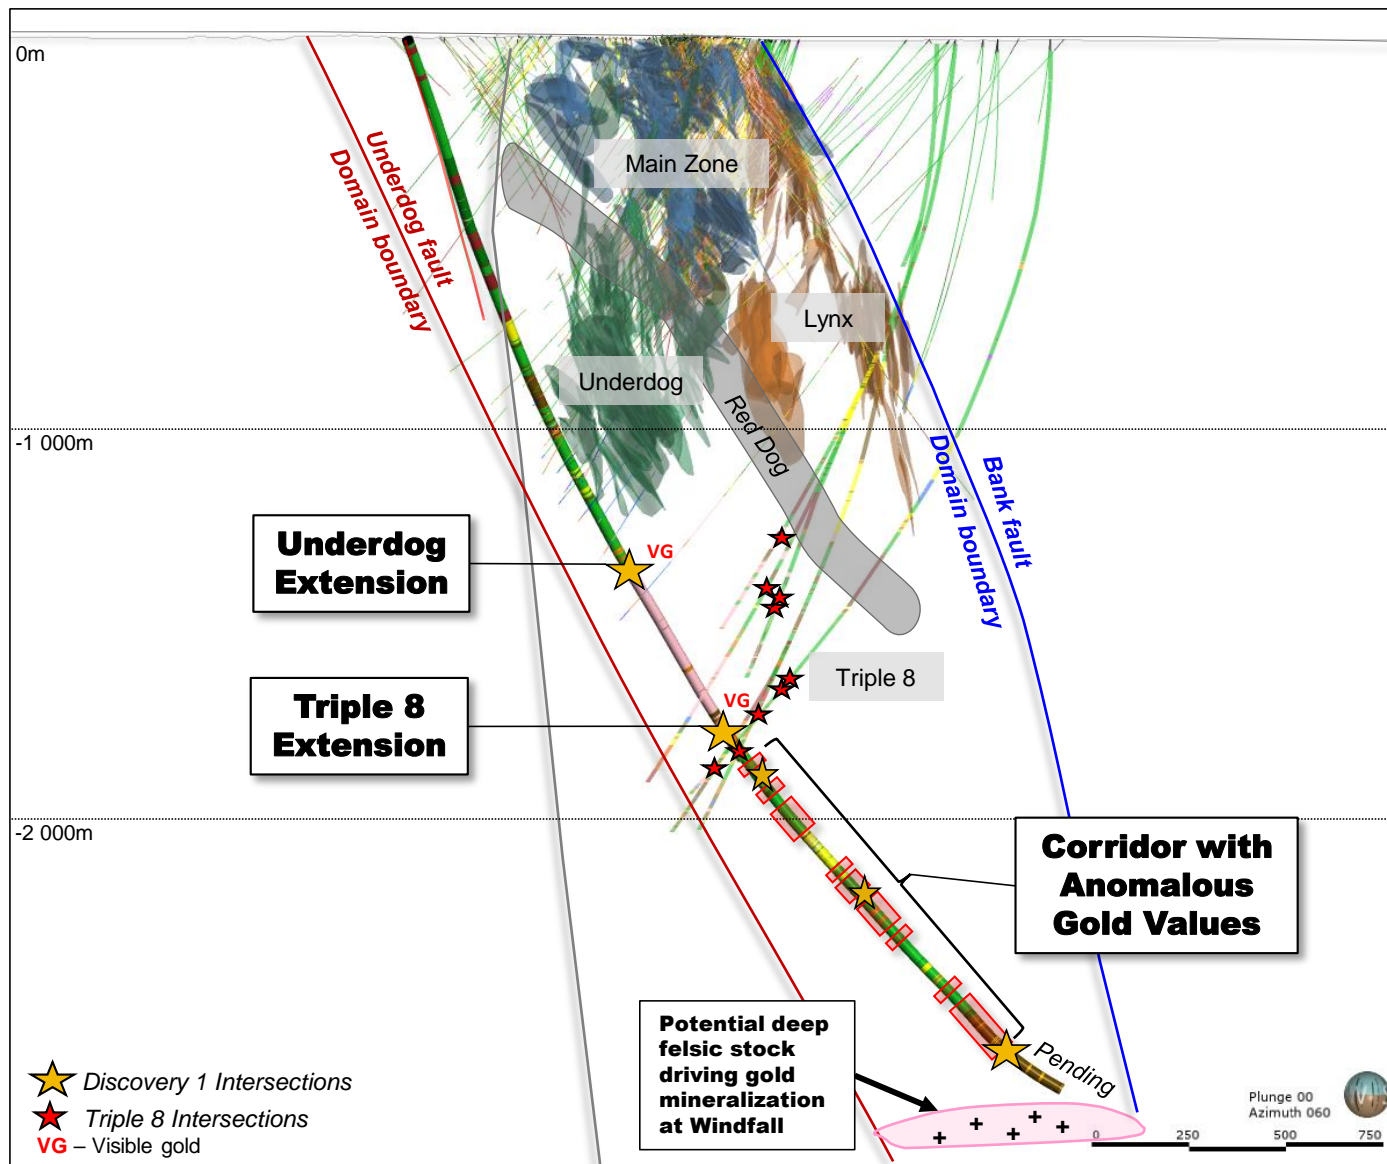 0m
Underdog fault
Domain boundary
Main Zone
Lynx
Underdog
Red Dog
-1 000m
Bank fault
Domain boundary
Underdog
Extension
VG
Triple 8
Triple 8
Extension
VG
-2 000m
Corridor with
Anomalous
Gold Values
Potential deep
felsic stock
driving gold
mineralization
at Windfall
Pending
Discovery 1 Intersections
Triple 8 Intersections
VG – Visible gold
Plunge 00
Azimuth 060
0 250 500 750